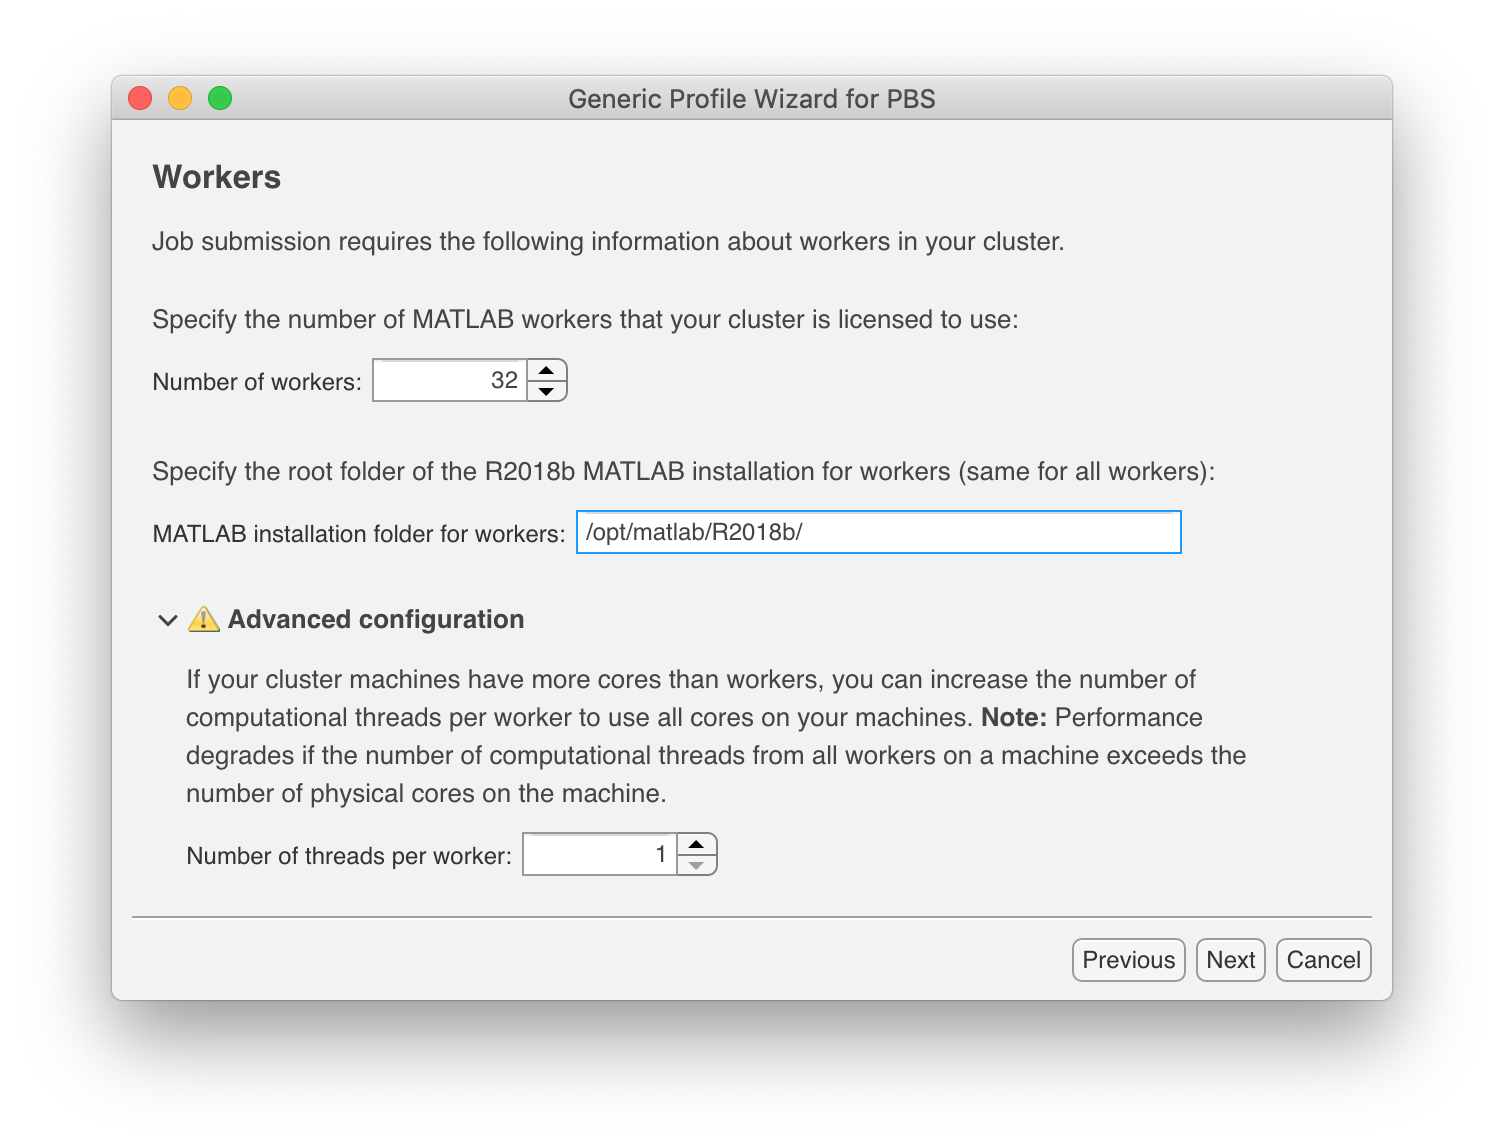 Generic Profile Wizard for PBS
Workers
Job submission requires the following information about workers in your cluster.
Specify the number of MATLAB workers that your cluster is licensed to use:
Number of workers: 32
Specify the root folder of the R2018b MATLAB installation for workers (same for all workers):
MATLAB installation folder for workers: /opt/matlab/R2018b/
Advanced configuration
If your cluster machines have more cores than workers, you can increase the number of
computational threads per worker to use all cores on your machines. Note: Performance
degrades if the number of computational threads from all workers on a machine exceeds the
number of physical cores on the machine.
Number of threads per worker: 1
Previous Next Cancel